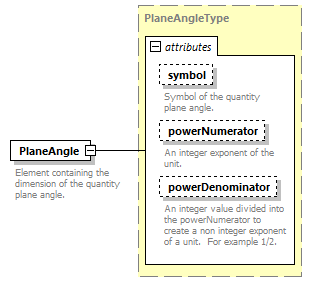 PlaneAngleType
attributes
symbol
Symbol of the quantity
plane angle.
powerNumerator
An integer exponent of the
unit.
PlaneAngle
Element containing the
dimension of the quantity
plane angle.
powerDenominator
An integer value divided into
the powerNumerator to
create a non integer exponent
of a unit.  For example 1/2.